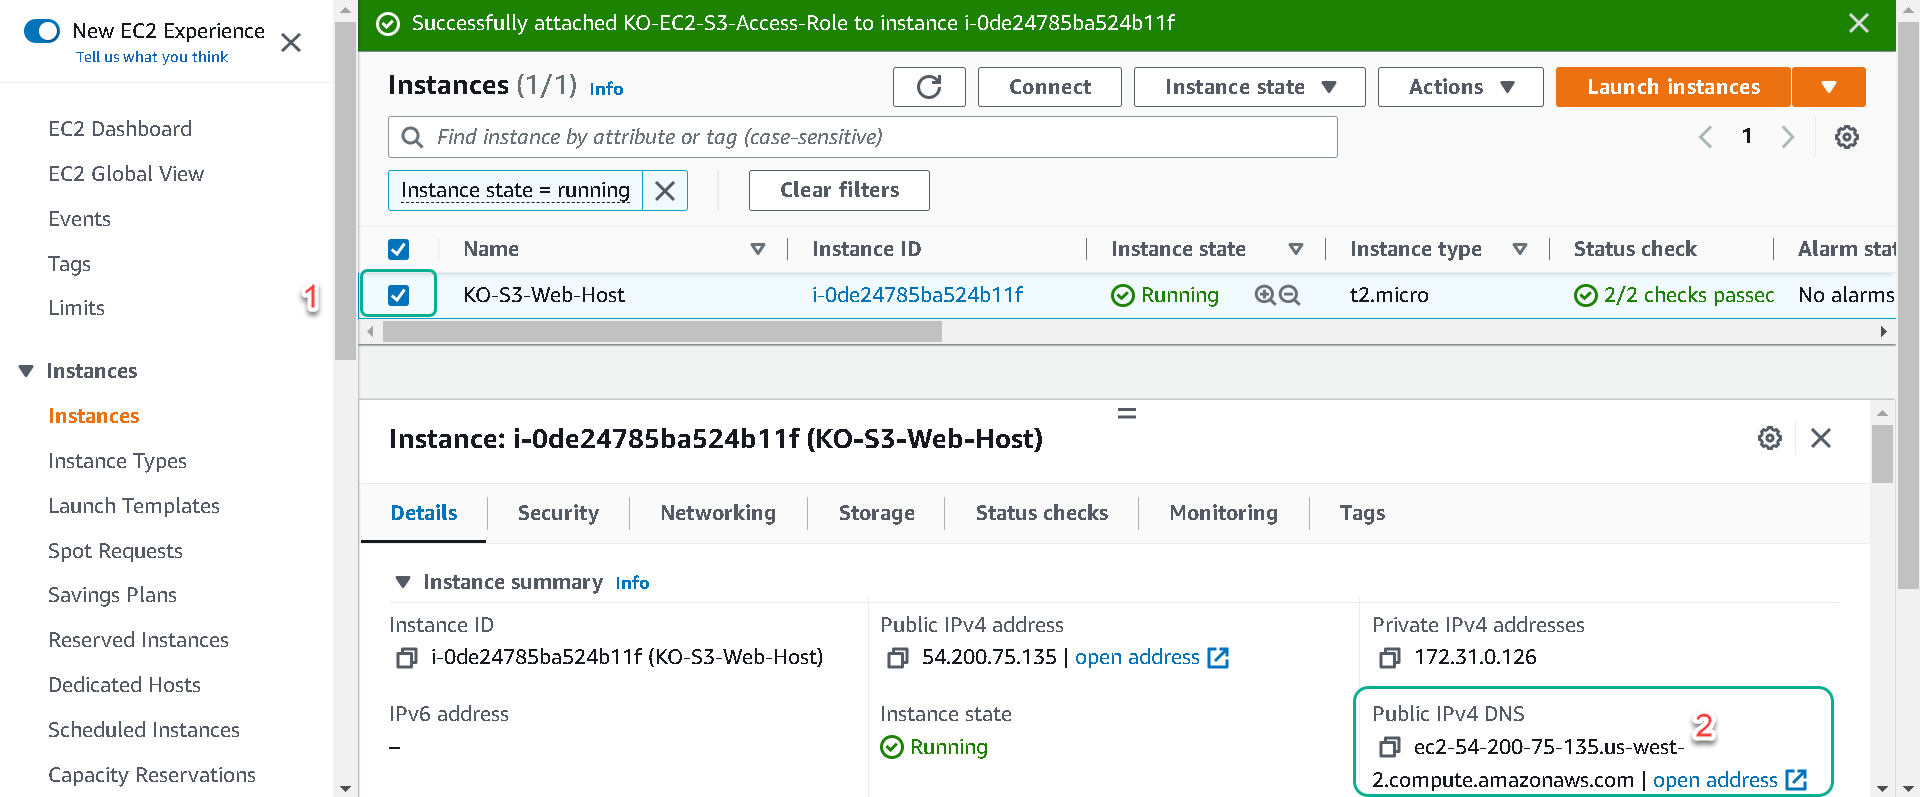 New EC2 Experience
Tell us what you think
EC2 Dashboard
EC2 Global View
Events
Tags
Limits
Instances
Instances
Instance Types
Launch Templates
Spot Requests
Savings Plans
Reserved Instances
Dedicated Hosts
Scheduled Instances
Capacity Reservations
1
Successfully attached KO-EC2-S3-Access-Role to instance i-0de24785ba524b11f
Instances (1/1) Info
Connect
Instance state
Actions
Launch instances
Find instance by attribute or tag (case-sensitive)
1
Instance state = running
Clear filters
Name Instance ID Instance state Instance type Status check Alarm stat
KO-S3-Web-Host i-0de24785ba524b11f Running t2.micro 2/2 checks passec No alarms
Instance: i-0de24785ba524b11f (KO-S3-Web-Host)
Details Security Networking Storage Status checks Monitoring Tags
Instance summary Info
Instance ID
i-0de24785ba524b11f (KO-S3-Web-Host)
Public IPv4 address
54.200.75.135 | open address
Private IPv4 addresses
172.31.0.126
IPv6 address
–
Instance state
Running
Public IPv4 DNS
2
ec2-54-200-75-135.us-west-
2.compute.amazonaws.com | open address